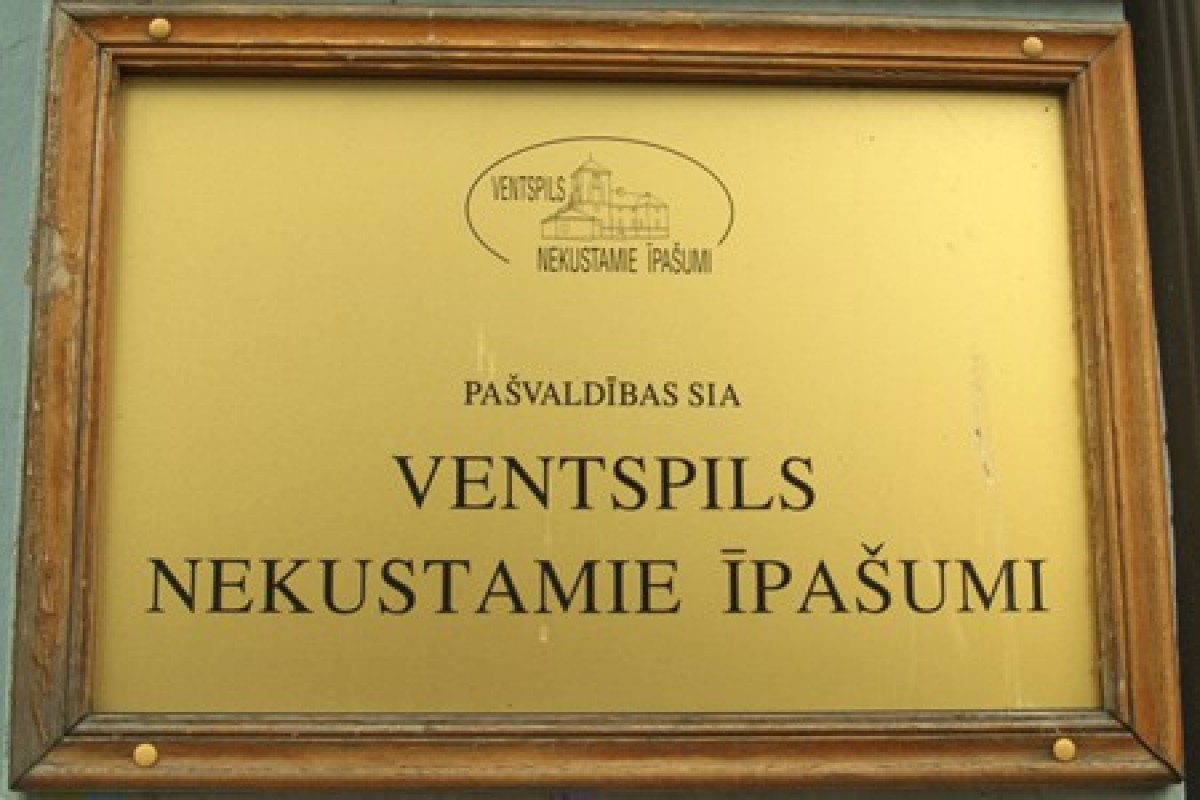 VENTSPILS
NEKUSTAMIE ĪPAŠUMI
PAŠVALDĪBAS SIA
VENTSPILS
NEKUSTAMIE ĪPAŠUMI